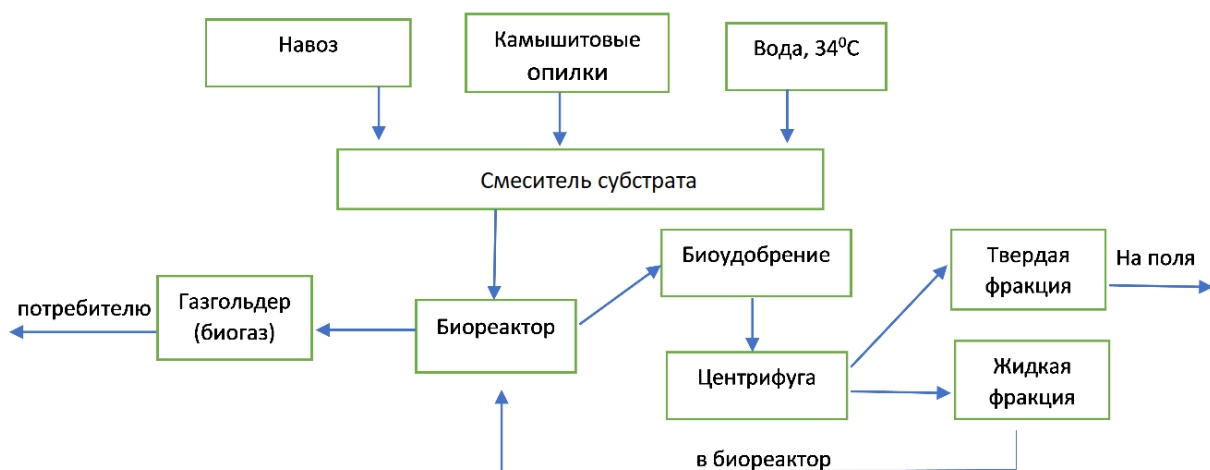 Навоз
Камышитовые
опилки
Вода, 34⁰С
Смеситель субстрата
Биоудобрение
Твердая
фракция
На поля
потребителю
Газгольдер
(биогаз)
Биореактор
Центрифуга
Жидкая
фракция
в биореактор